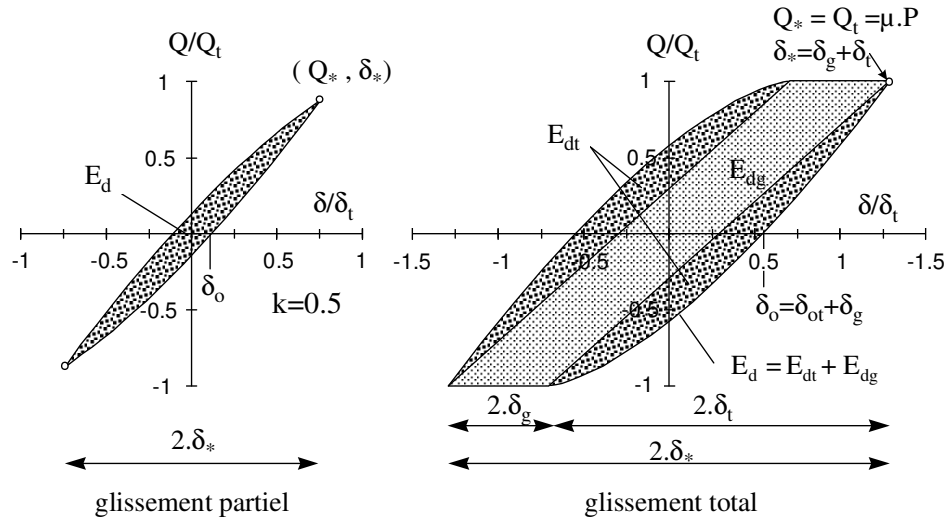 Q/Qt
( Q* , δ* )
1
0.5
Ed
δ/δt
-1
-0.5
0.5
1
δo
-0.5
k=0.5
-1
2.δ*
glissement partiel
Q* = Qt =µ.P
δ*=δg+δt
Q/Qt
1
Edt
0.5
Edg
δ/δt
-1
-0.5
0.5
1
-1.5
-0.5
δo=δot+δg
Ed = Edt + Edg
-1
2.δg
2.δt
2.δ*
glissement total